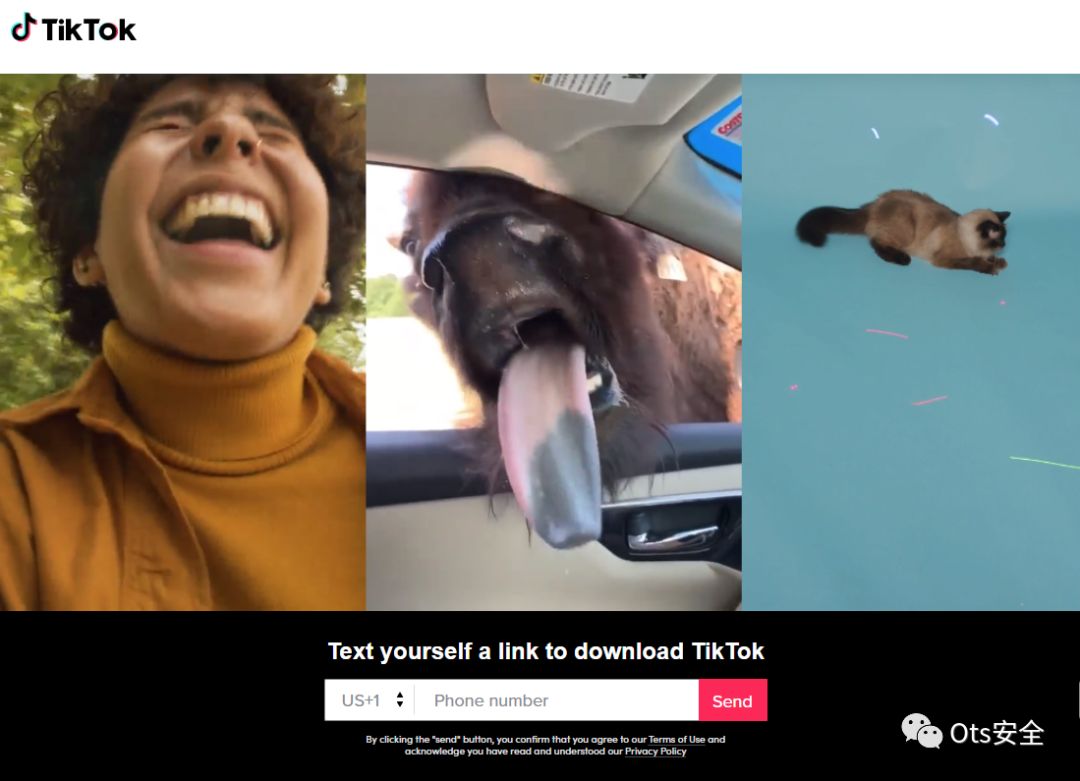 TikTok
COSTC
Text yourself a link to download TikTok
US+1 Phone number Send
By clicking the "send" button, you confirm that you agree to our Terms of Use and
acknowledge you have read and understood our Privacy Policy
Ots安全